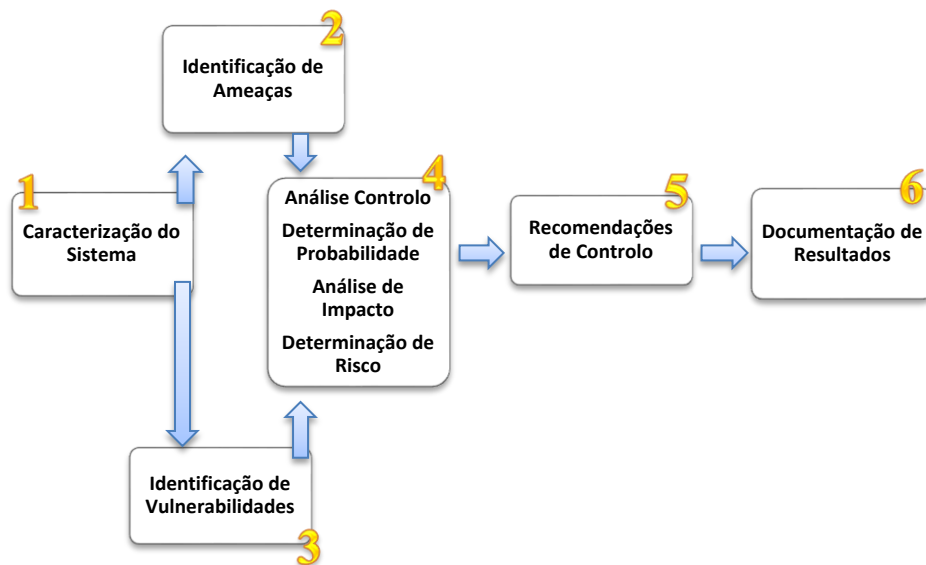 1
Caracterização do
Sistema
2
Identificação de
Ameaças
3
Identificação de
Vulnerabilidades
4
Análise Controlo
Determinação de
Probabilidade
Análise de
Impacto
Determinação de
Risco
5
Recomendações
de Controlo
6
Documentação de
Resultados